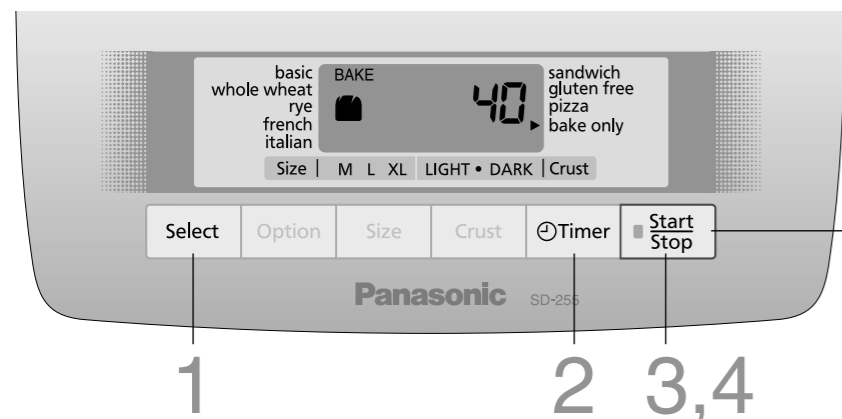 basic
whole wheat
rye
french
italian
BAKE
40
sandwich
gluten free
pizza
bake only
Size | M L XL LIGHT • DARK | Crust
Select
Option
Size
Crust
Timer
Start
Stop
Panasonic SD-255
1
2
3,4